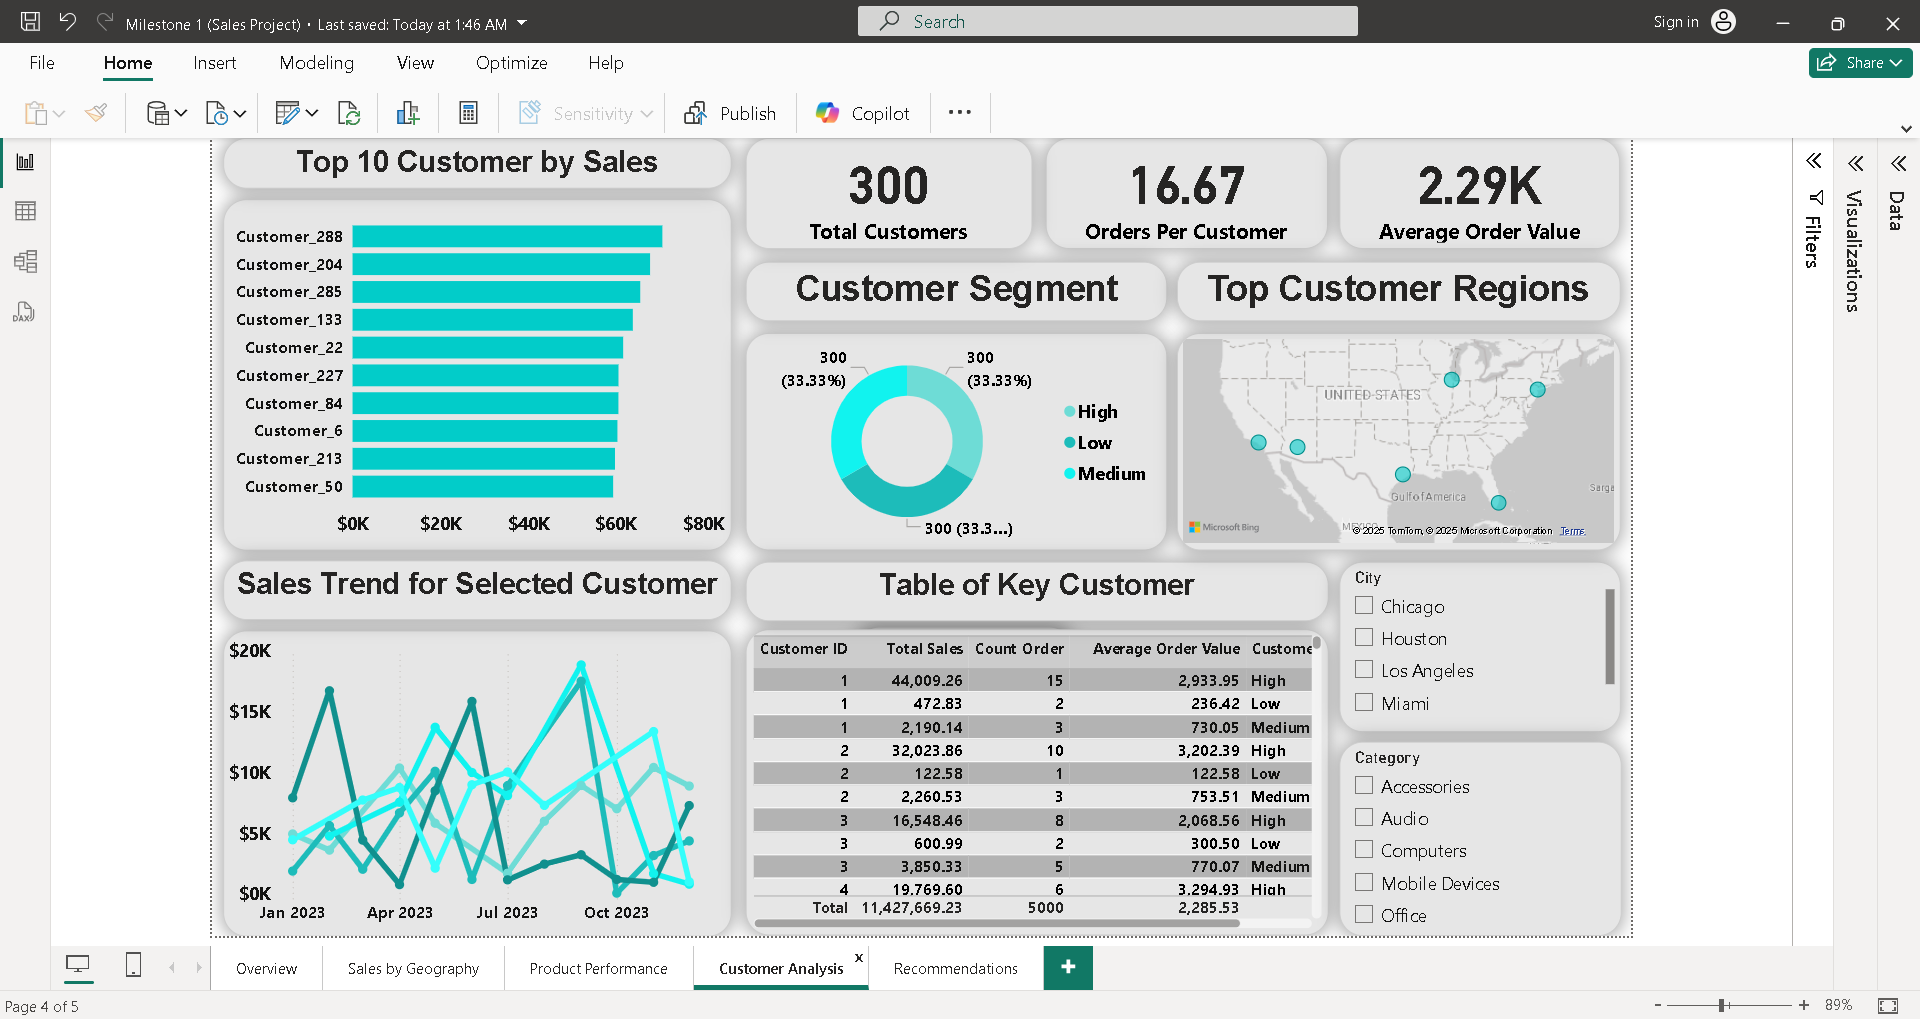 Milestone 1 (Sales Project) • Last saved: Today at 1:46 AM
Search
Sign in
File
Home
Insert
Modeling
View
Optimize
Help
Share
Sensitivity
Publish
Copilot
Top 10 Customer by Sales
Customer_288
Customer_204
Customer_285
Customer_133
Customer_22
Customer_227
Customer_84
Customer_6
Customer_213
Customer_50
$0K
$20K
$40K
$60K
$80K
300
Total Customers
16.67
Orders Per Customer
2.29K
Average Order Value
Customer Segment
300
(33.33%)
300
(33.33%)
300 (33.3...)
High
Low
Medium
Top Customer Regions
UNITED STATES
Gulf of America
Sarga
MEXICO
Microsoft Bing
© 2025 TomTom, © 2025 Microsoft Corporation Terms
Sales Trend for Selected Customer
$20K
$15K
$10K
$5K
$0K
Jan 2023
Apr 2023
Jul 2023
Oct 2023
Table of Key Customer
Customer ID Total Sales Count Order Average Order Value Custome
1 44,009.26 15 2,933.95 High
1 472.83 2 236.42 Low
1 2,190.14 3 730.05 Medium
2 32,023.86 10 3,202.39 High
2 122.58 1 122.58 Low
2 2,260.53 3 753.51 Medium
3 16,548.46 8 2,068.56 High
3 600.99 2 300.50 Low
3 3,850.33 5 770.07 Medium
4 19,769.60 6 3,294.93 High
Total 11,427,669.23 5000 2,285.53
City
Chicago
Houston
Los Angeles
Miami
Category
Accessories
Audio
Computers
Mobile Devices
Office
Filters
Visualizations
Data
DAX
Overview
Sales by Geography
Product Performance
Customer Analysis
x
Recommendations
+
Page 4 of 5
- + 89%